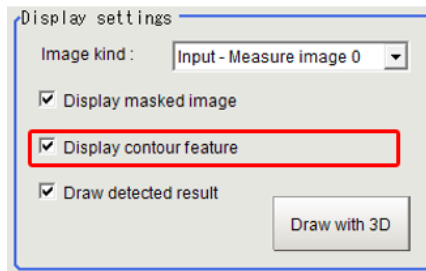 Display settings
Image kind :
Input - Measure image 0
Display masked image
Display contour feature
Draw detected result
Draw with 3D